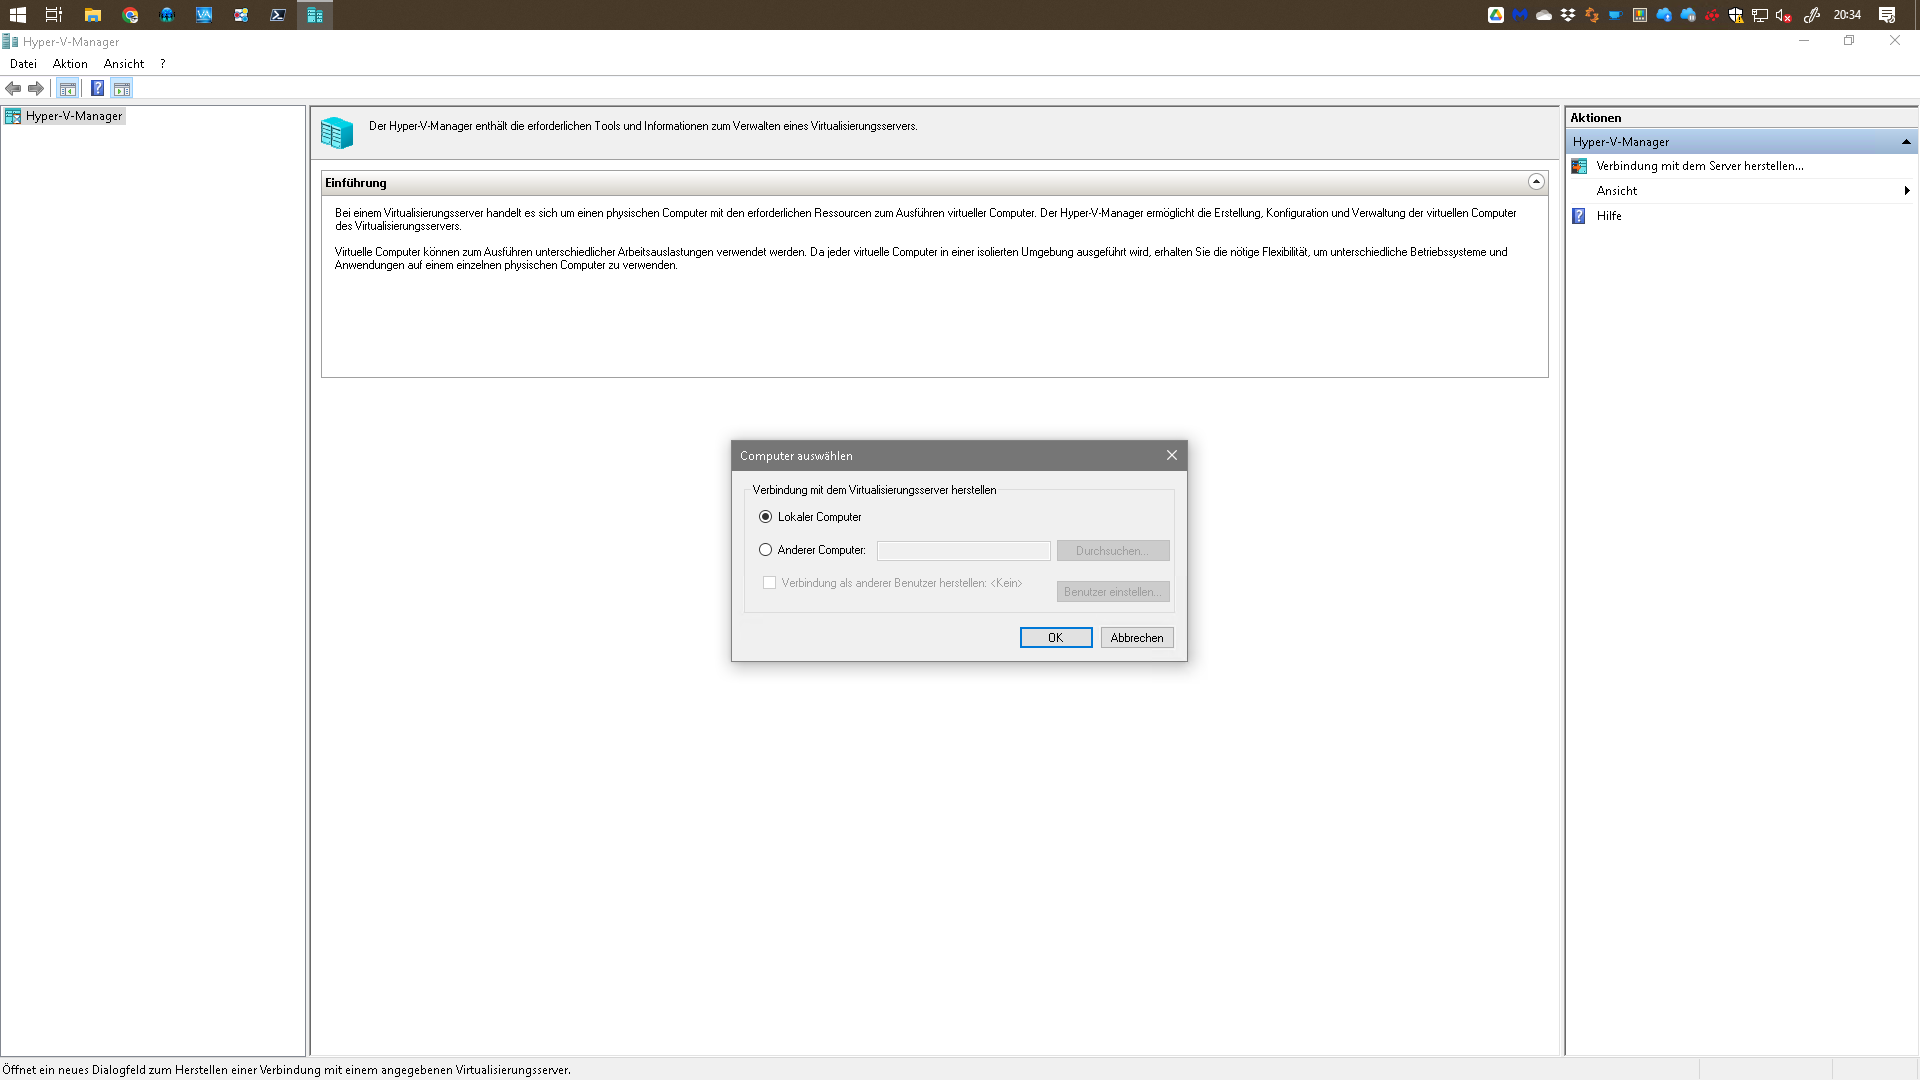 20:34
Hyper-V-Manager
Datei Aktion Ansicht ?
Hyper-V-Manager
Der Hyper-V-Manager enthält die erforderlichen Tools und Informationen zum Verwalten eines Virtualisierungsservers.
Einführung
Bei einem Virtualisierungsserver handelt es sich um einen physischen Computer mit den erforderlichen Ressourcen zum Ausführen virtueller Computer. Der Hyper-V-Manager ermöglicht die Erstellung, Konfiguration und Verwaltung der virtuellen Computer
des Virtualisierungsservers.
Virtuelle Computer können zum Ausführen unterschiedlicher Arbeitsauslastungen verwendet werden. Da jeder virtuelle Computer in einer isolierten Umgebung ausgeführt wird, erhalten Sie die nötige Flexibilität, um unterschiedliche Betriebssysteme und
Anwendungen auf einem einzelnen physischen Computer zu verwenden.
Aktionen
Hyper-V-Manager
Verbindung mit dem Server herstellen...
Ansicht
Hilfe
Computer auswählen
Verbindung mit dem Virtualisierungsserver herstellen
Lokaler Computer
Anderer Computer:
Durchsuchen...
Verbindung als anderer Benutzer herstellen: <Kein>
Benutzer einstellen...
OK
Abbrechen
Öffnet ein neues Dialogfeld zum Herstellen einer Verbindung mit einem angegebenen Virtualisierungsserver.